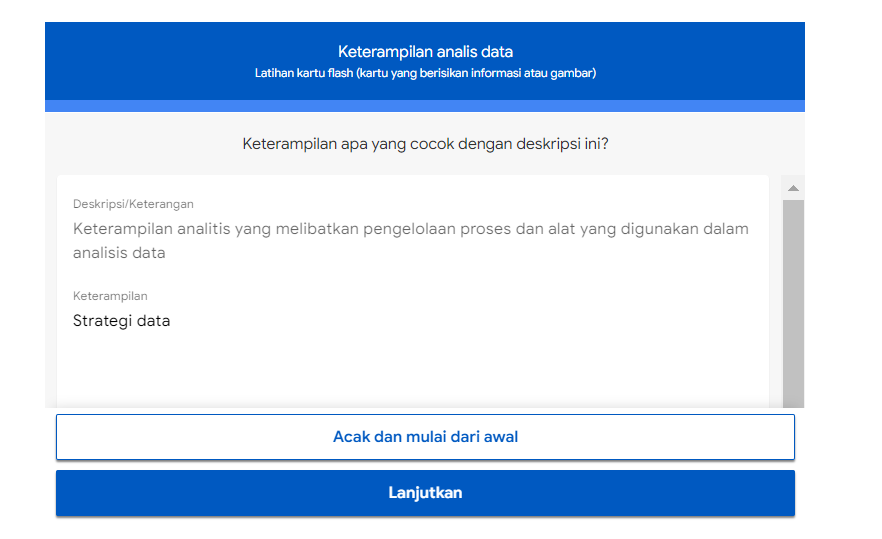 Keterampilan analis data
Latihan kartu flash (kartu yang berisikan informasi atau gambar)
Keterampilan apa yang cocok dengan deskripsi ini?
Deskripsi/Keterangan
Keterampilan analitis yang melibatkan pengelolaan proses dan alat yang digunakan dalam
analisis data
Keterampilan
Strategi data
Acak dan mulai dari awal
Lanjutkan